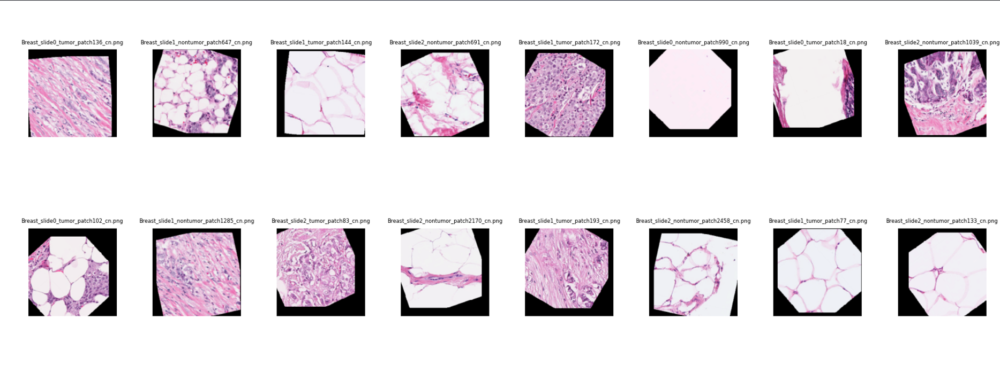 Breast_slide0_tumor_patch136_cn.png
Breast_slide1_nontumor_patch647_cn.png
Breast_slide1_tumor_patch144_cn.png
Breast_slide2_nontumor_patch691_cn.png
Breast_slide1_tumor_patch172_cn.png
Breast_slide0_nontumor_patch990_cn.png
Breast_slide0_tumor_patch18_cn.png
Breast_slide2_nontumor_patch1039_cn.png
Breast_slide0_tumor_patch102_cn.png
Breast_slide1_nontumor_patch1285_cn.png
Breast_slide2_tumor_patch83_cn.png
Breast_slide2_nontumor_patch2170_cn.png
Breast_slide1_tumor_patch193_cn.png
Breast_slide2_nontumor_patch2458_cn.png
Breast_slide1_tumor_patch77_cn.png
Breast_slide2_nontumor_patch133_cn.png